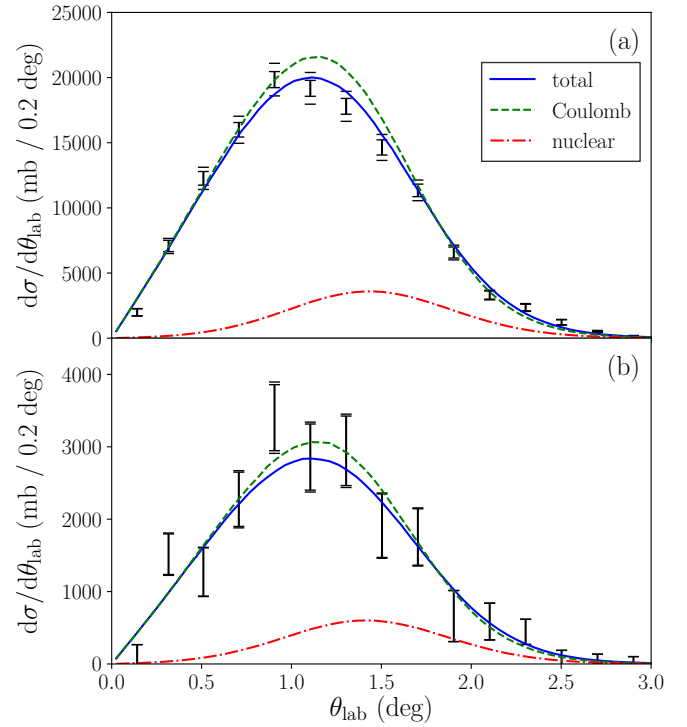 (a)
total
Coulomb
nuclear
dσ/dθlab (mb / 0.2 deg)
25000
20000
15000
10000
5000
0
(b)
dσ/dθlab (mb / 0.2 deg)
4000
3000
2000
1000
0
0.0 0.5 1.0 1.5 2.0 2.5 3.0
θlab (deg)